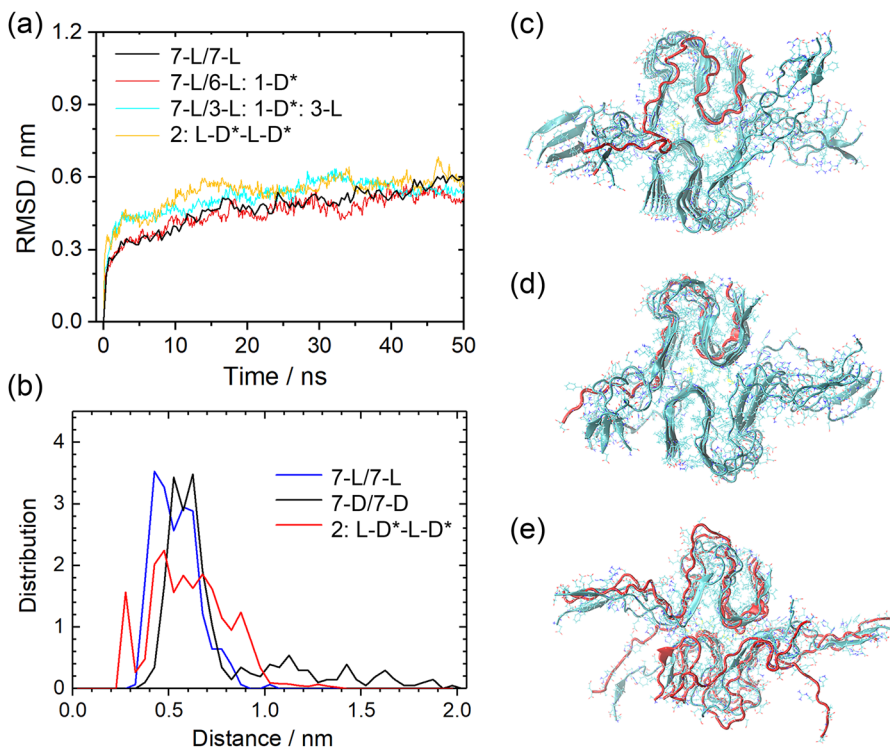 (a)
1.2
0.9
0.6
0.3
0.0
RMSD / nm
7-L/7-L
7-L/6-L: 1-D*
7-L/3-L: 1-D*: 3-L
2: L-D*-L-D*
0 10 20 30 40 50
Time / ns
(b)
4
3
2
1
0
Distribution
7-L/7-L
7-D/7-D
2: L-D*-L-D*
0.0 0.5 1.0 1.5 2.0
Distance / nm
(c)
(d)
(e)